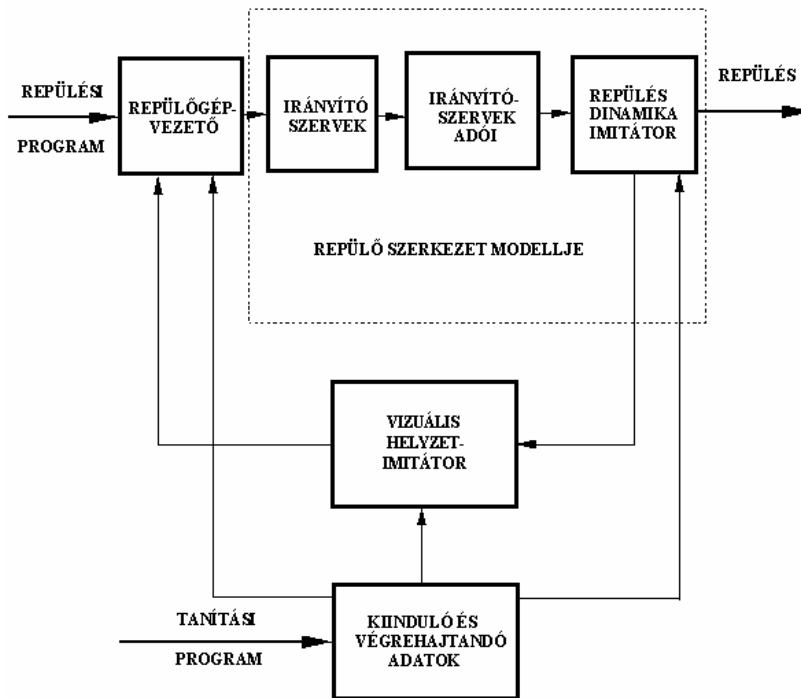 REPÜLÉSI
PROGRAM
REPÜLŐGÉP-
VEZETŐ
IRÁNYÍTÓ
SZERVEK
IRÁNYÍTÓ-
SZERVEK
ADÓI
REPÜLÉS
DINAMIKA
IMITÁTOR
REPÜLÉS
REPÜLŐ SZERKEZET MODELLJE
VIZUÁLIS
HELYZET-
IMITÁTOR
TANÍTÁSI
PROGRAM
KIINDULÓ ÉS
VÉGREHAJTANDÓ
ADATOK